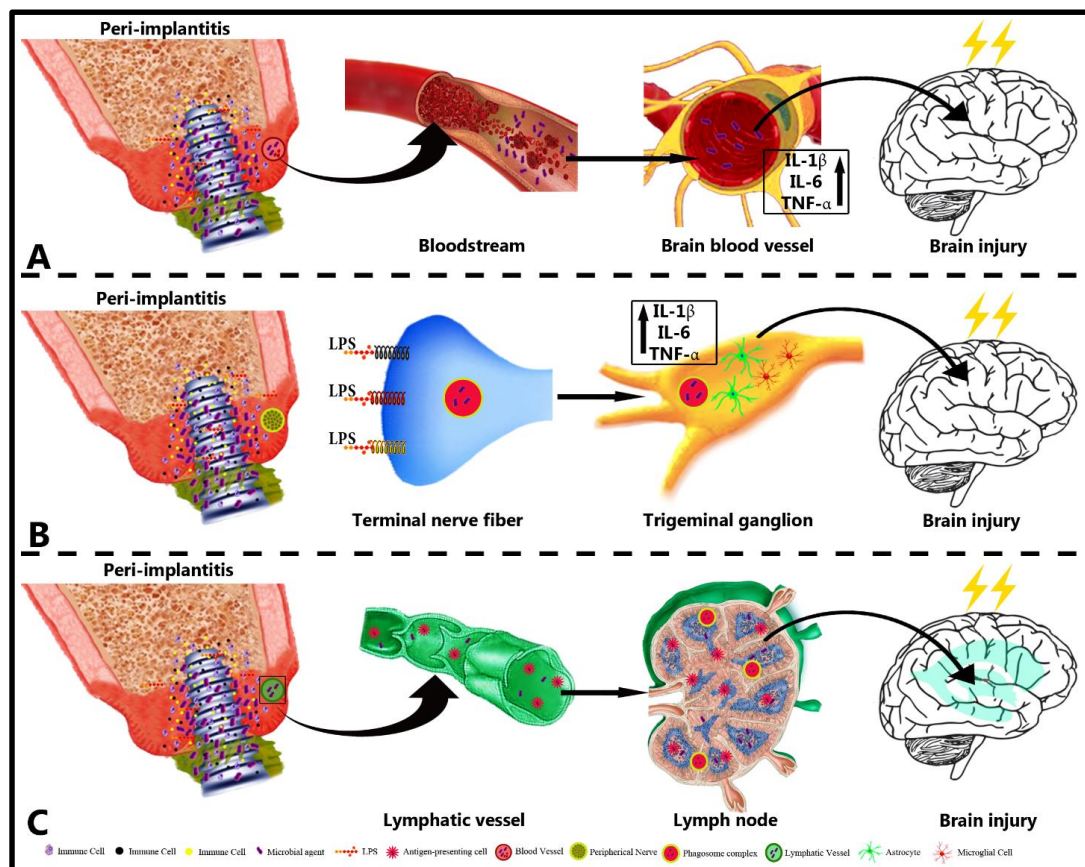 Peri-implantitis
IL-1β
IL-6
TNF-α
A
Bloodstream
Brain blood vessel
Brain injury
Peri-implantitis
IL-1β
IL-6
TNF-α
LPS
LPS
LPS
B
Terminal nerve fiber
Trigeminal ganglion
Brain injury
Peri-implantitis
C
Lymphatic vessel
Lymph node
Brain injury
Immune Cell Immune Cell Immune Cell Microbial agent LPS Antigen-presenting cell Blood Vessel Peripherical Nerve Phagosome complex Lymphatic Vessel Astrocyte Microglial Cell